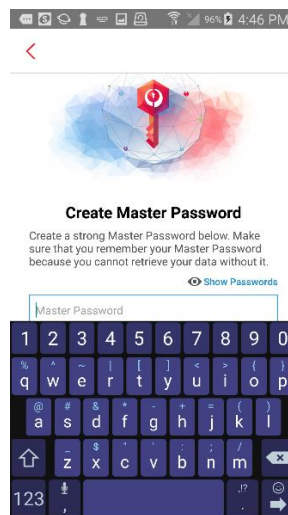 96% 4:46 PM
Create Master Password
Create a strong Master Password below. Make
sure that you remember your Master Password
because you cannot retrieve your data without it.
Show Passwords
Master Password
1 2 3 4 5 6 7 8 9 0
% ^ ~ | [ ] < > { }
q w e r t y u i o p
@ # & * - + = ( )
a s d f g h j k l
_ $ " ' : ; /
z x c v b n m
123 , .!? .